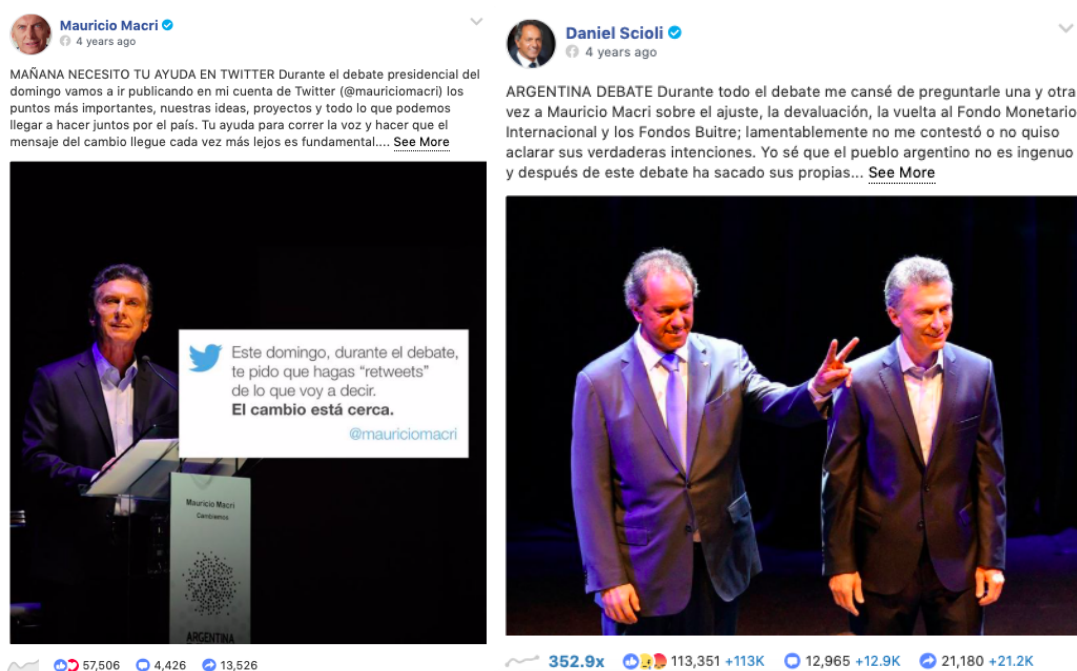 Mauricio Macri
4 years ago
MAÑANA NECESITO TU AYUDA EN TWITTER Durante el debate presidencial del
domingo vamos a ir publicando en mi cuenta de Twitter (@mauriciomacri) los
puntos más importantes, nuestras ideas, proyectos y todo lo que podemos
llegar a hacer juntos por el país. Tu ayuda para correr la voz y hacer que el
mensaje del cambio llegue cada vez más lejos es fundamental.... See More
Este domingo, durante el debate,
te pido que hagas “retweets”
de lo que voy a decir.
El cambio está cerca.
@mauriciomacri
Mauricio Macri
Cambiemos
ARGENTINA
57,506 4,426 13,526
Daniel Scioli
4 years ago
ARGENTINA DEBATE Durante todo el debate me cansé de preguntarle una y otra
vez a Mauricio Macri sobre el ajuste, la devaluación, la vuelta al Fondo Monetario
Internacional y los Fondos Buitre; lamentablemente no me contestó o no quiso
aclarar sus verdaderas intenciones. Yo sé que el pueblo argentino no es ingenuo
y después de este debate ha sacado sus propias... See More
352.9x 113,351 +113K 12,965 +12.9K 21,180 +21.2K